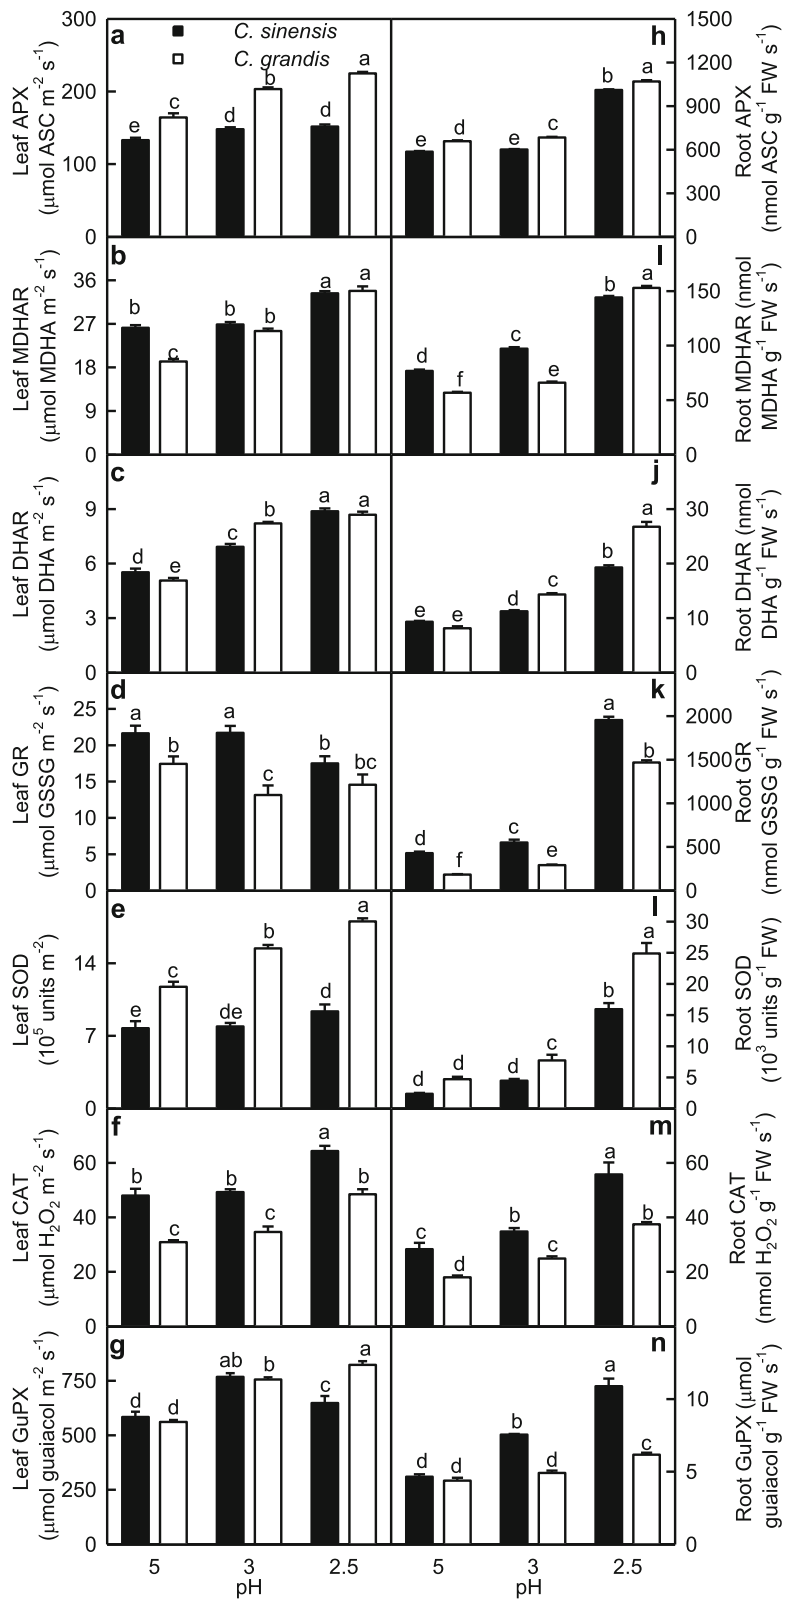 a
C. sinensis
C. grandis
h
300
200
100
0
Leaf APX
(μmol ASC m⁻² s⁻¹)
e c d b d a
e d e c b a
1500
1200
900
600
300
0
Root APX
(nmol ASC g⁻¹ FW s⁻¹)
b
I
36
27
18
9
0
Leaf MDHAR
(μmol MDHA m⁻² s⁻¹)
b c b b a a
d f c e b a
150
100
50
0
Root MDHAR (nmol
MDHA g⁻¹ FW s⁻¹)
c
j
9
6
3
0
Leaf DHAR
(μmol DHA m⁻² s⁻¹)
d e c b a a
e e d c b a
30
20
10
0
Root DHAR (nmol
DHA g⁻¹ FW s⁻¹)
d
k
25
20
15
10
5
0
Leaf GR
(μmol GSSG m⁻² s⁻¹)
a b a c b bc
d f c e a b
2000
1500
1000
500
0
Root GR
(nmol GSSG g⁻¹ FW s⁻¹)
e
l
14
7
0
Leaf SOD
(10⁵ units m⁻²)
e c de b d a
d d d c b a
30
25
20
15
10
5
0
Root SOD
(10³ units g⁻¹ FW)
f
m
60
40
20
0
Leaf CAT
(μmol H₂O₂ m⁻² s⁻¹)
b c b c a b
c d b c a b
60
40
20
0
Root CAT
(nmol H₂O₂ g⁻¹ FW s⁻¹)
g
n
750
500
250
0
Leaf GuPX
(μmol guaiacol m⁻² s⁻¹)
d d ab b c a
d d b d a c
10
5
0
Root GuPX (μmol
guaiacol g⁻¹ FW s⁻¹)
5 3 2.5
pH
5 3 2.5
pH